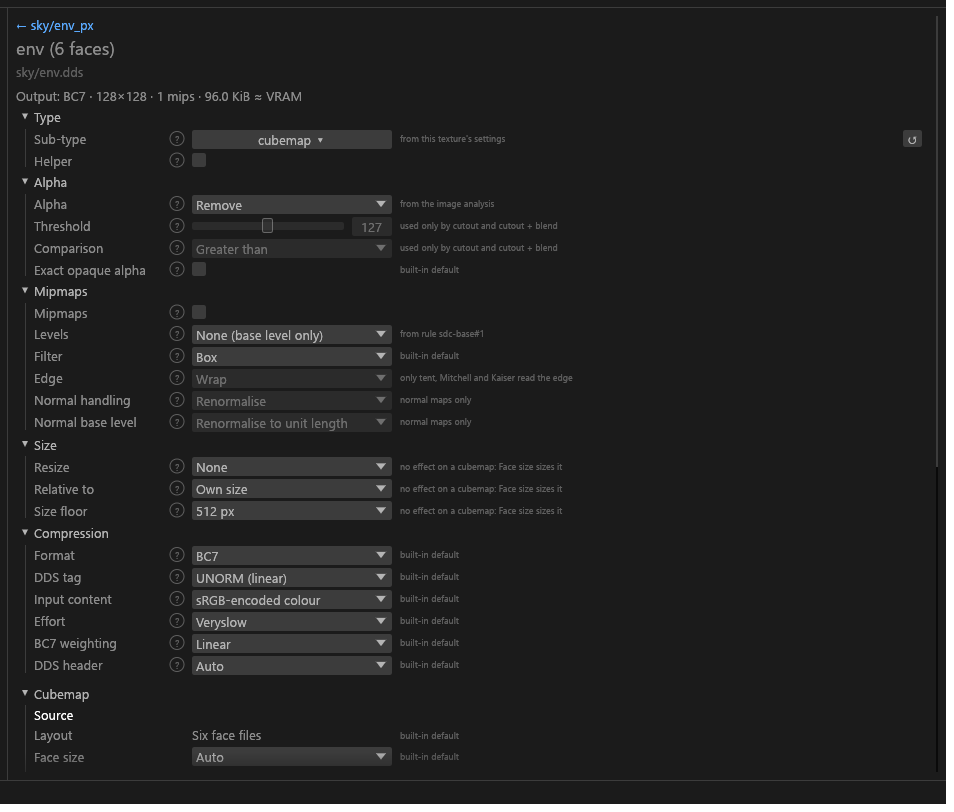 ← sky/env_px
env (6 faces)
sky/env.dds
Output: BC7 · 128×128 · 1 mips · 96.0 KiB ≈ VRAM
▼ Type
Sub-type ? cubemap ▾ from this texture's settings ↺
Helper ?
▼ Alpha
Alpha ? Remove from the image analysis
Threshold ? 127 used only by cutout and cutout + blend
Comparison ? Greater than used only by cutout and cutout + blend
Exact opaque alpha ? built-in default
▼ Mipmaps
Mipmaps ?
Levels ? None (base level only) from rule sdc-base#1
Filter ? Box built-in default
Edge ? Wrap only tent, Mitchell and Kaiser read the edge
Normal handling ? Renormalise normal maps only
Normal base level ? Renormalise to unit length normal maps only
▼ Size
Resize ? None no effect on a cubemap: Face size sizes it
Relative to ? Own size no effect on a cubemap: Face size sizes it
Size floor ? 512 px no effect on a cubemap: Face size sizes it
▼ Compression
Format ? BC7 built-in default
DDS tag ? UNORM (linear) built-in default
Input content ? sRGB-encoded colour built-in default
Effort ? Veryslow built-in default
BC7 weighting ? Linear built-in default
DDS header ? Auto built-in default
▼ Cubemap
Source
Layout Six face files built-in default
Face size Auto built-in default